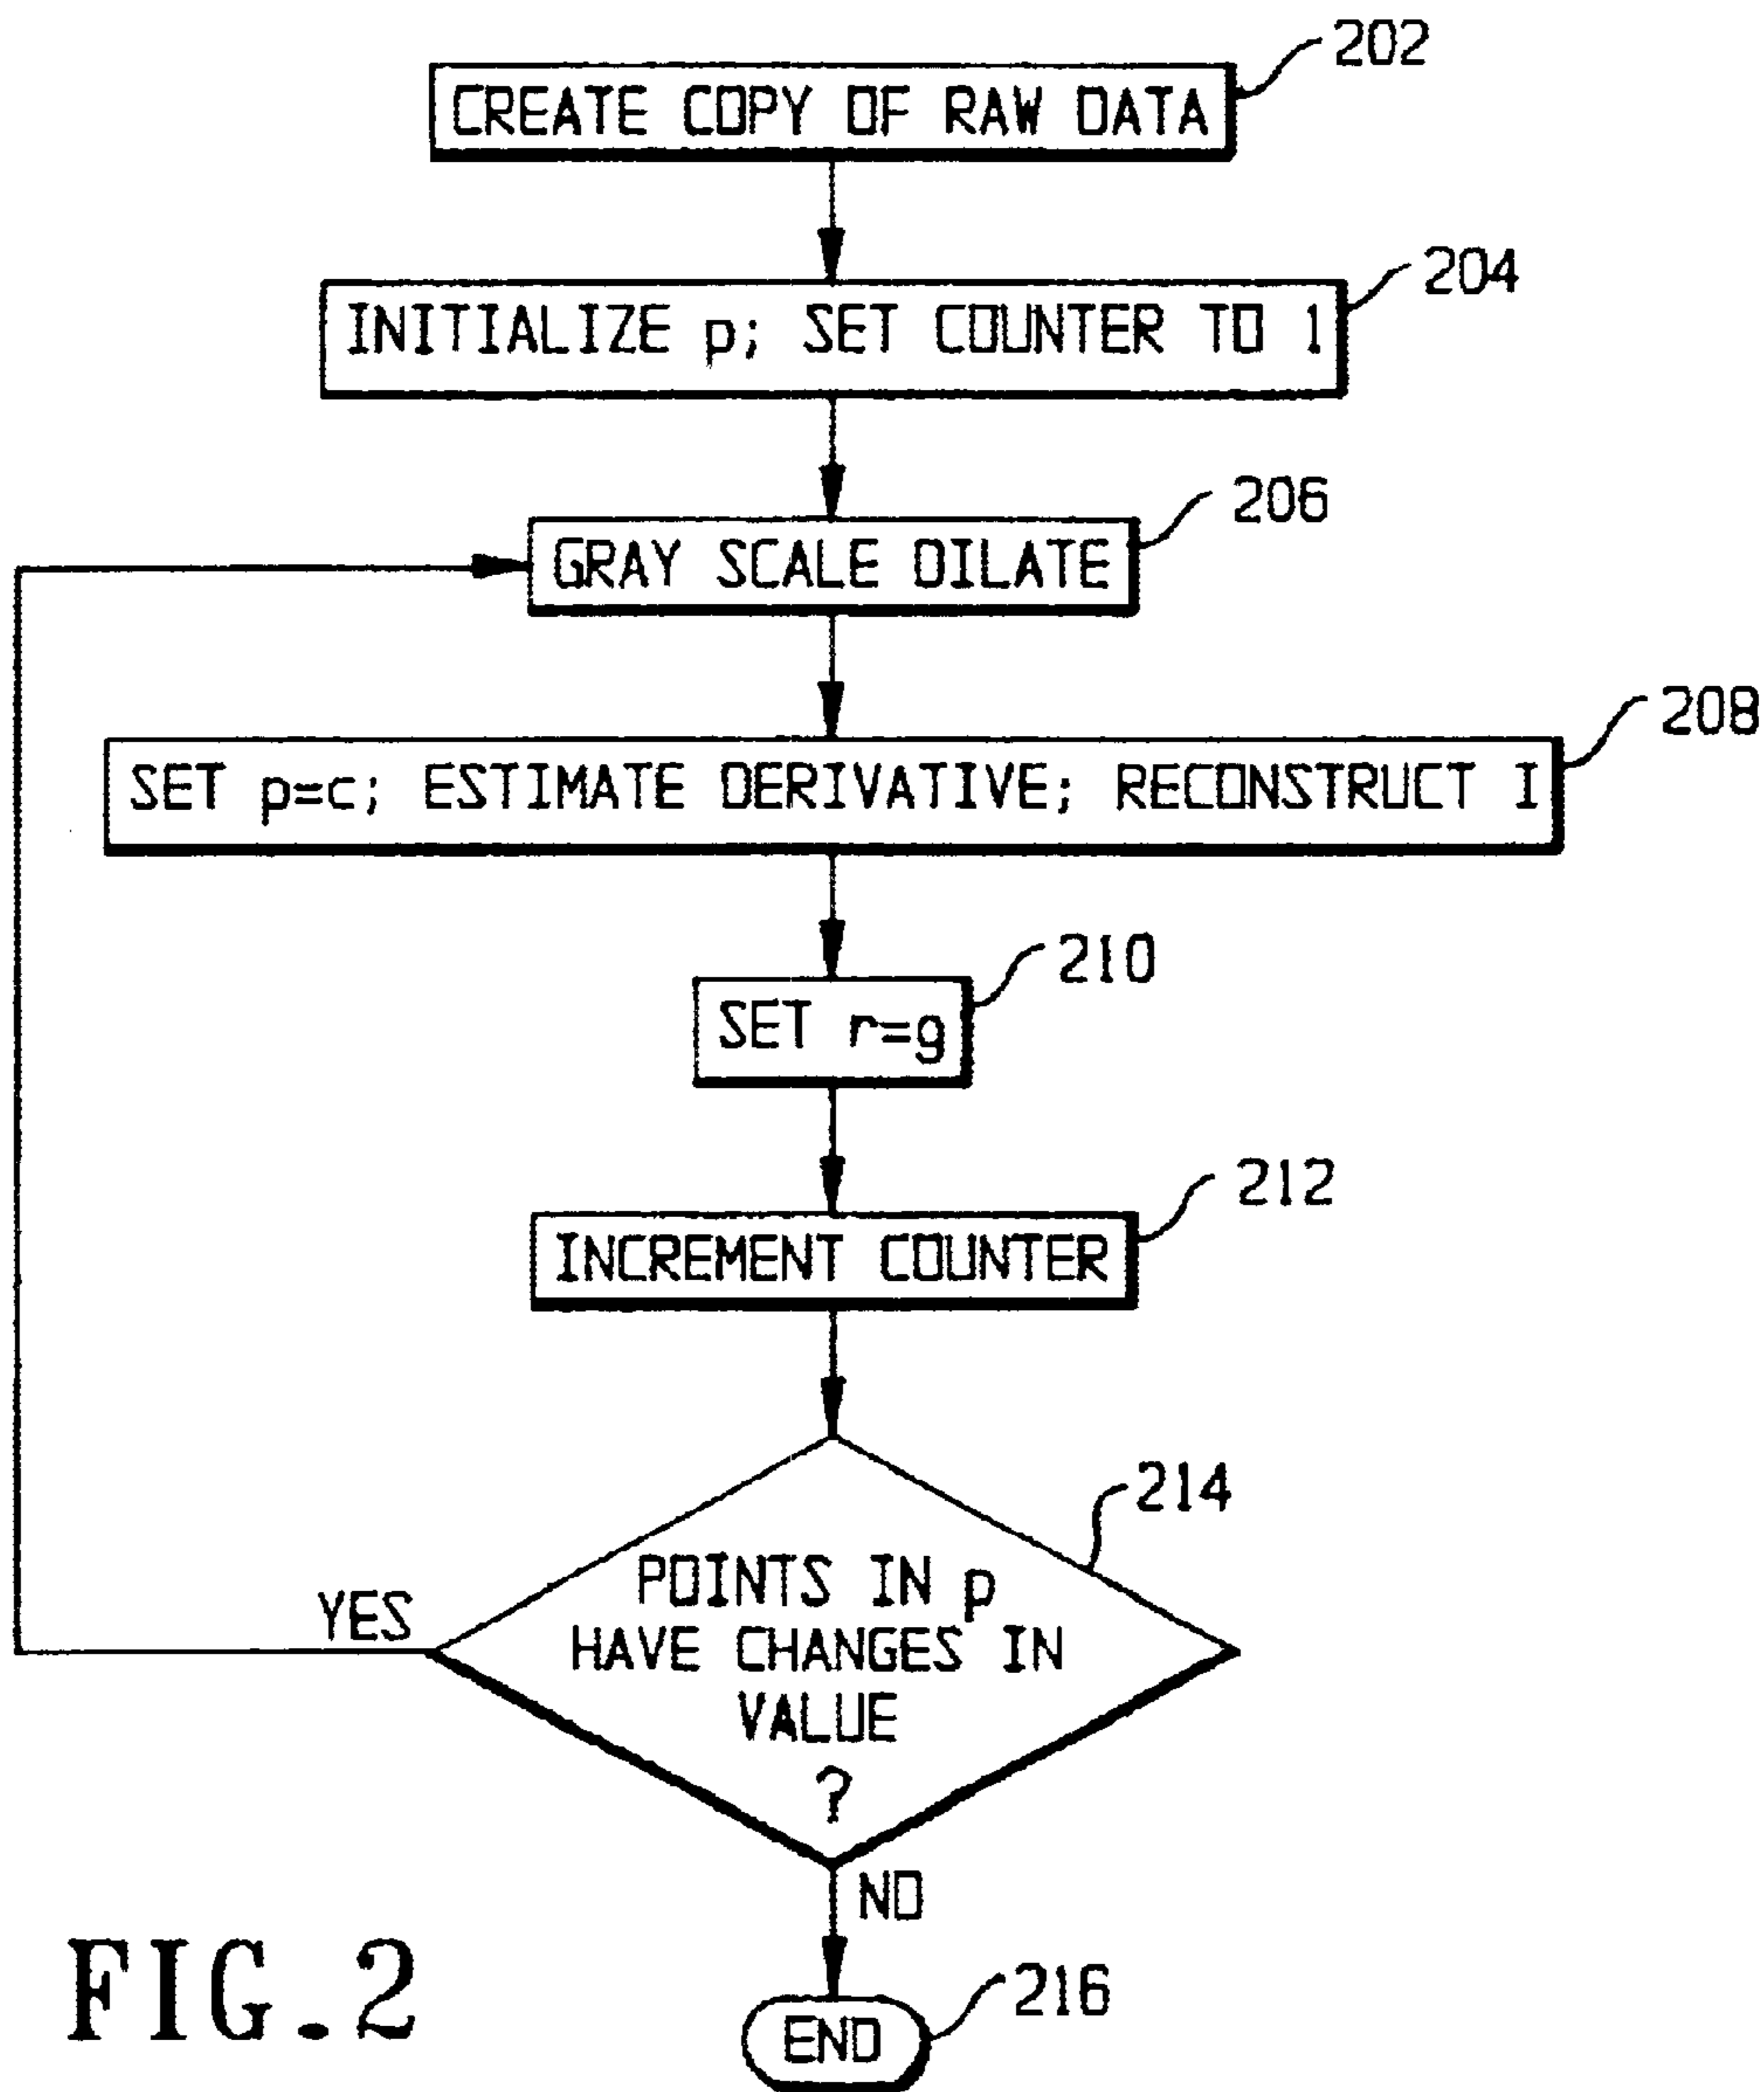 202
CREATE COPY OF RAW DATA
204
INITIALIZE p; SET COUNTER TO 1
206
GRAY SCALE DILATE
208
SET p=c; ESTIMATE DERIVATIVE; RECONSTRUCT I
210
SET r=g
212
INCREMENT COUNTER
214
POINTS IN p
HAVE CHANGES IN
VALUE
?
YES
NO
216
END
FIG.2